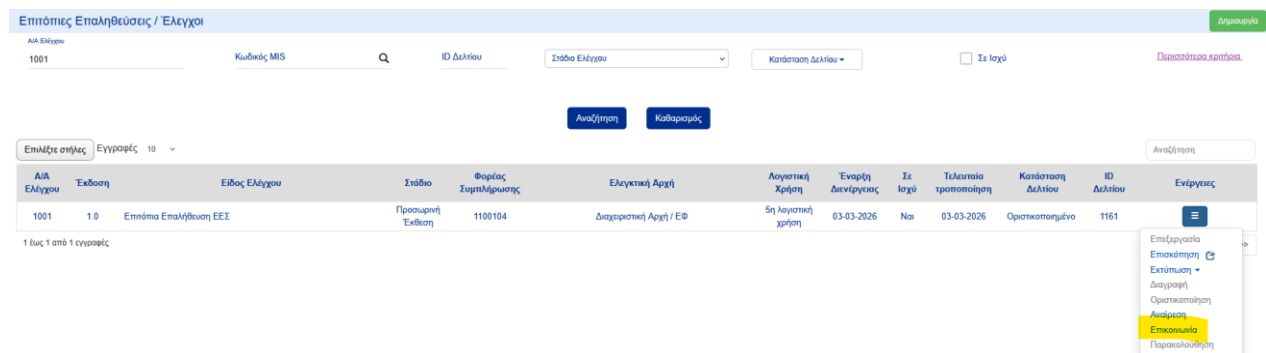 Επιτόπιες Επαληθεύσεις / Έλεγχοι
Δημιουργία
Α/Α Ελέγχου
1001
Κωδικός MIS
ID Δελτίου
Στάδιο Ελέγχου
Κατάσταση Δελτίου
Σε Ισχύ
Περισσότερα κριτήρια
Αναζήτηση
Καθαρισμός
Επιλέξτε στήλες Εγγραφές 10
Αναζήτηση
Α/Α Ελέγχου Έκδοση Είδος Ελέγχου Στάδιο Φορέας Συμπλήρωσης Ελεγκτική Αρχή Λογιστική Χρήση Έναρξη Διενέργειας Σε Ισχύ Τελευταία τροποποίηση Κατάσταση Δελτίου ID Δελτίου Ενέργειες
1001 1.0 Επιτόπια Επαλήθευση ΕΕΣ Προσωρινή Έκθεση 1100104 Διαχειριστική Αρχή / ΕΦ 5η λογιστική χρήση 03-03-2026 Ναι 03-03-2026 Οριστικοποιημένο 1161
1 έως 1 από 1 εγγραφές
>>
Επεξεργασία
Επισκόπηση
Εκτύπωση
Διαγραφή
Οριστικοποίηση
Αναίρεση
Επικοινωνία
Παρακολούθηση